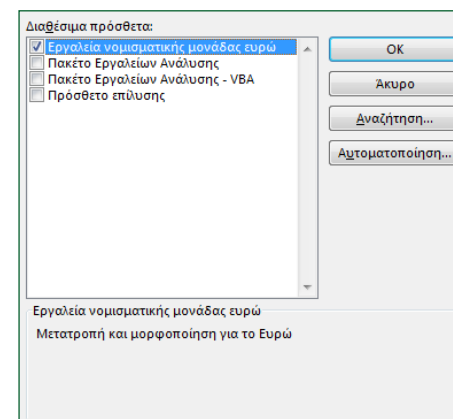 Διαθέσιμα πρόσθετα:
Εργαλεία νομισματικής μονάδας ευρώ
Πακέτο Εργαλείων Ανάλυσης
Πακέτο Εργαλείων Ανάλυσης - VBA
Πρόσθετο επίλυσης
OK
Άκυρο
Αναζήτηση...
Αυτοματοποίηση...
Εργαλεία νομισματικής μονάδας ευρώ
Μετατροπή και μορφοποίηση για το Ευρώ